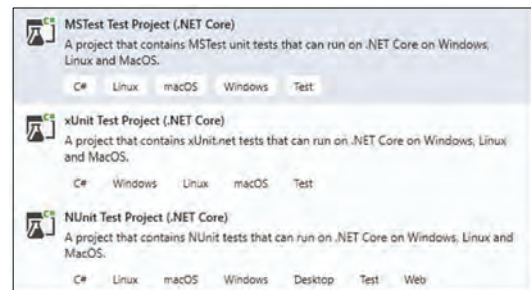 C#
MSTest Test Project (.NET Core)
A project that contains MSTest unit tests that can run on .NET Core on Windows,
Linux and MacOS.
C# Linux macOS Windows Test
C#
xUnit Test Project (.NET Core)
A project that contains xUnit.net tests that can run on .NET Core on Windows, Linux
and MacOS.
C# Windows Linux macOS Test
C#
NUnit Test Project (.NET Core)
A project that contains NUnit tests that can run on .NET Core on Windows, Linux and
MacOS.
C# Linux macOS Windows Desktop Test Web